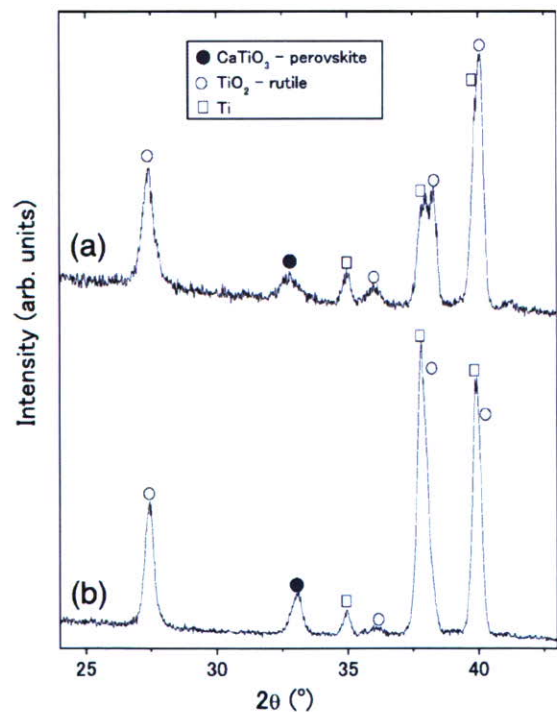 ● CaTiO₃ – perovskite
○ TiO₂ – rutile
□ Ti
(a)
(b)
Intensity (arb. units)
25 30 35 40
2θ (°)